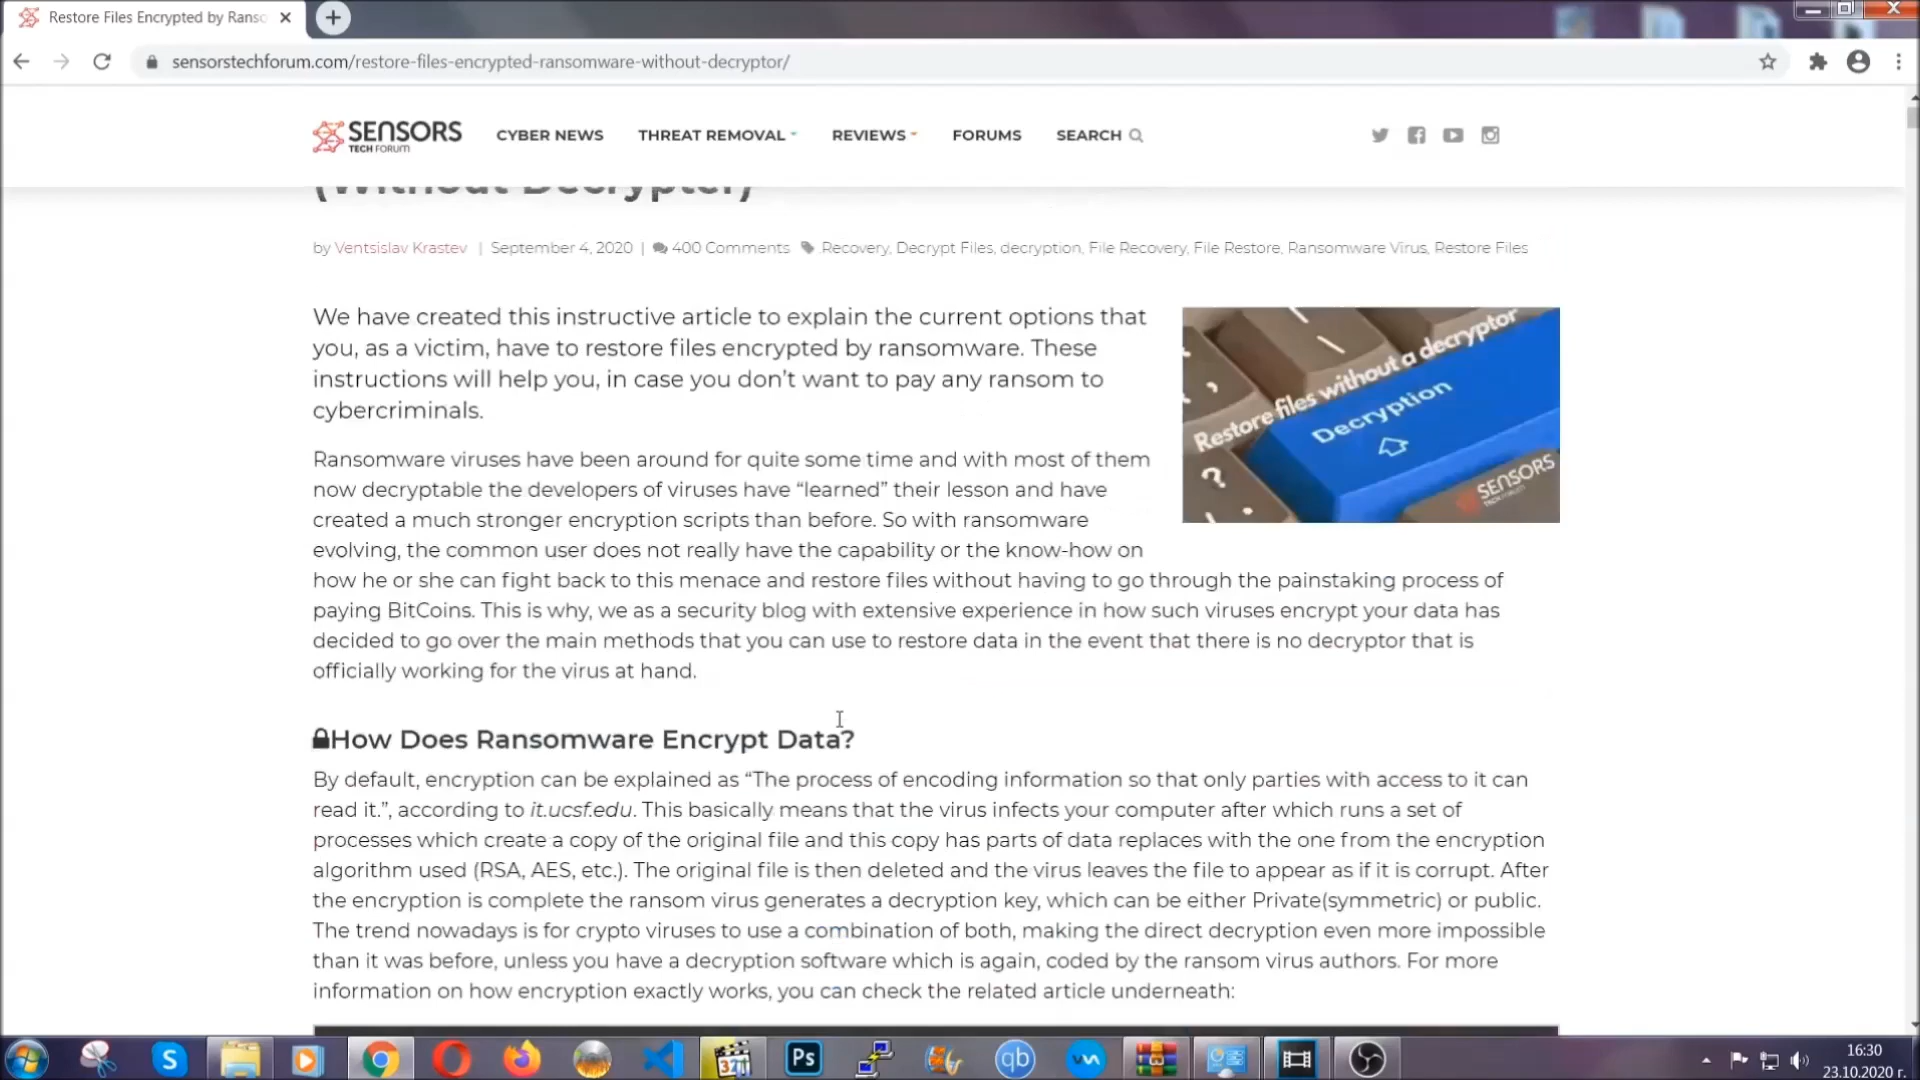 Restore Files Encrypted by Ranso
sensorstechforum.com/restore-files-encrypted-ransomware-without-decryptor/
SENSORS
TECH FORUM
CYBER NEWS THREAT REMOVAL REVIEWS FORUMS SEARCH
(Without Decrypter)
by Ventsislav Krastev | September 4, 2020 | 400 Comments Recovery, Decrypt Files, decryption, File Recovery, File Restore, Ransomware Virus, Restore Files
We have created this instructive article to explain the current options that
you, as a victim, have to restore files encrypted by ransomware. These
instructions will help you, in case you don’t want to pay any ransom to
cybercriminals.
Restore files without a decryptor
Decryption
?
SENSORS
TECH FORUM
Ransomware viruses have been around for quite some time and with most of them
now decryptable the developers of viruses have “learned” their lesson and have
created a much stronger encryption scripts than before. So with ransomware
evolving, the common user does not really have the capability or the know-how on
how he or she can fight back to this menace and restore files without having to go through the painstaking process of
paying BitCoins. This is why, we as a security blog with extensive experience in how such viruses encrypt your data has
decided to go over the main methods that you can use to restore data in the event that there is no decryptor that is
officially working for the virus at hand.
How Does Ransomware Encrypt Data?
By default, encryption can be explained as “The process of encoding information so that only parties with access to it can
read it.”, according to it.ucsf.edu. This basically means that the virus infects your computer after which runs a set of
processes which create a copy of the original file and this copy has parts of data replaces with the one from the encryption
algorithm used (RSA, AES, etc.). The original file is then deleted and the virus leaves the file to appear as if it is corrupt. After
the encryption is complete the ransom virus generates a decryption key, which can be either Private(symmetric) or public.
The trend nowadays is for crypto viruses to use a combination of both, making the direct decryption even more impossible
than it was before, unless you have a decryption software which is again, coded by the ransom virus authors. For more
information on how encryption exactly works, you can check the related article underneath:
S
321
Ps
qb
16:30
23.10.2020 г.